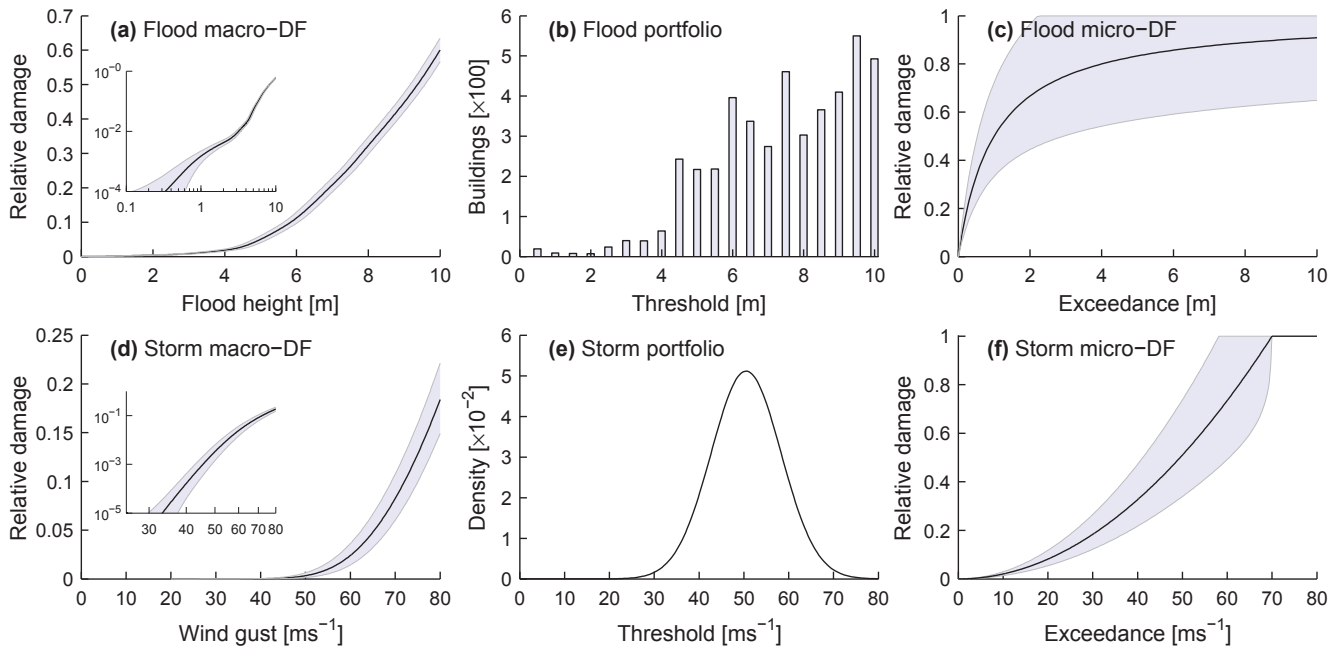 (a) Flood macro−DF
Relative damage
0.7
0.6
0.5
0.4
0.3
0.2
0.1
0
10−0
10−2
10−4
0.1 1 10
0 2 4 6 8 10
Flood height [m]
(b) Flood portfolio
Buildings [×100]
6
5
4
3
2
1
0
0 2 4 6 8 10
Threshold [m]
(c) Flood micro−DF
Relative damage
1
0.8
0.6
0.4
0.2
0
0 2 4 6 8 10
Exceedance [m]
(d) Storm macro−DF
Relative damage
0.25
0.2
0.15
0.1
0.05
0
10−1
10−3
10−5
30 40 50 60 70 80
0 10 20 30 40 50 60 70 80
Wind gust [ms−1]
(e) Storm portfolio
Density [×10−2]
6
5
4
3
2
1
0
0 10 20 30 40 50 60 70 80
Threshold [ms−1]
(f) Storm micro−DF
Relative damage
1
0.8
0.6
0.4
0.2
0
0 10 20 30 40 50 60 70 80
Exceedance [ms−1]